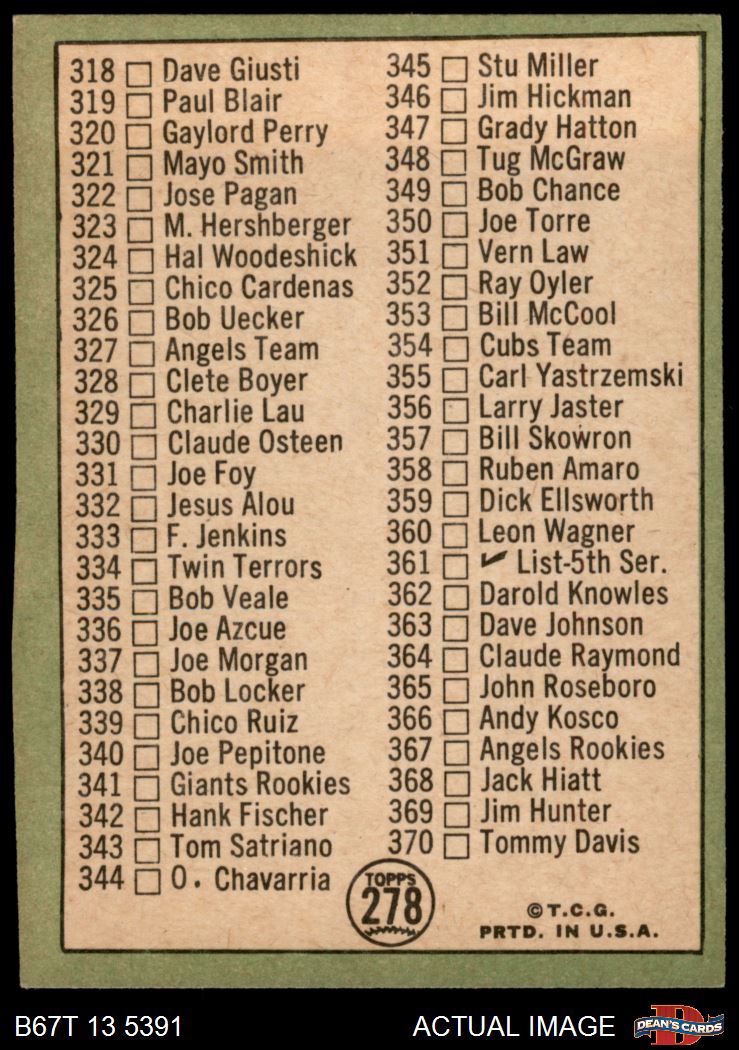 318 Dave Giusti
319 Paul Blair
320 Gaylord Perry
321 Mayo Smith
322 Jose Pagan
323 M. Hershberger
324 Hal Woodeshick
325 Chico Cardenas
326 Bob Uecker
327 Angels Team
328 Clete Boyer
329 Charlie Lau
330 Claude Osteen
331 Joe Foy
332 Jesus Alou
333 F. Jenkins
334 Twin Terrors
335 Bob Veale
336 Joe Azcue
337 Joe Morgan
338 Bob Locker
339 Chico Ruiz
340 Joe Pepitone
341 Giants Rookies
342 Hank Fischer
343 Tom Satriano
344 O. Chavarria
345 Stu Miller
346 Jim Hickman
347 Grady Hatton
348 Tug McGraw
349 Bob Chance
350 Joe Torre
351 Vern Law
352 Ray Oyler
353 Bill McCool
354 Cubs Team
355 Carl Yastrzemski
356 Larry Jaster
357 Bill Skowron
358 Ruben Amaro
359 Dick Ellsworth
360 Leon Wagner
361 ✔ List-5th Ser.
362 Darold Knowles
363 Dave Johnson
364 Claude Raymond
365 John Roseboro
366 Andy Kosco
367 Angels Rookies
368 Jack Hiatt
369 Jim Hunter
370 Tommy Davis
TOPPS
278
© T.C.G.
PRTD. IN U.S.A.
B67T 13 5391
ACTUAL IMAGE
D
DEAN'S CARDS